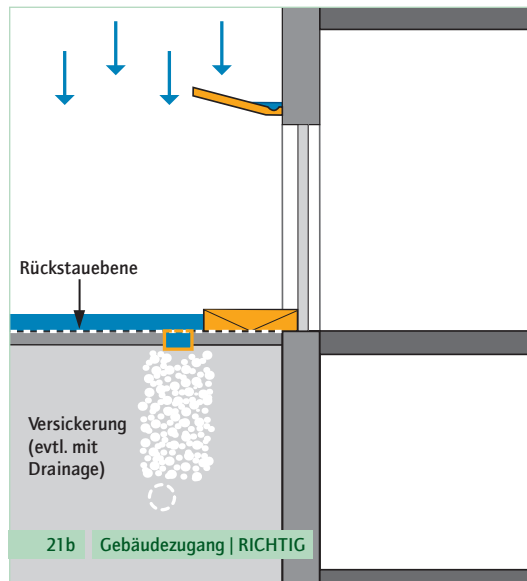 Rückstauebene
Versickerung
(evtl. mit
Drainage)
21b Gebäudezugang | RICHTIG